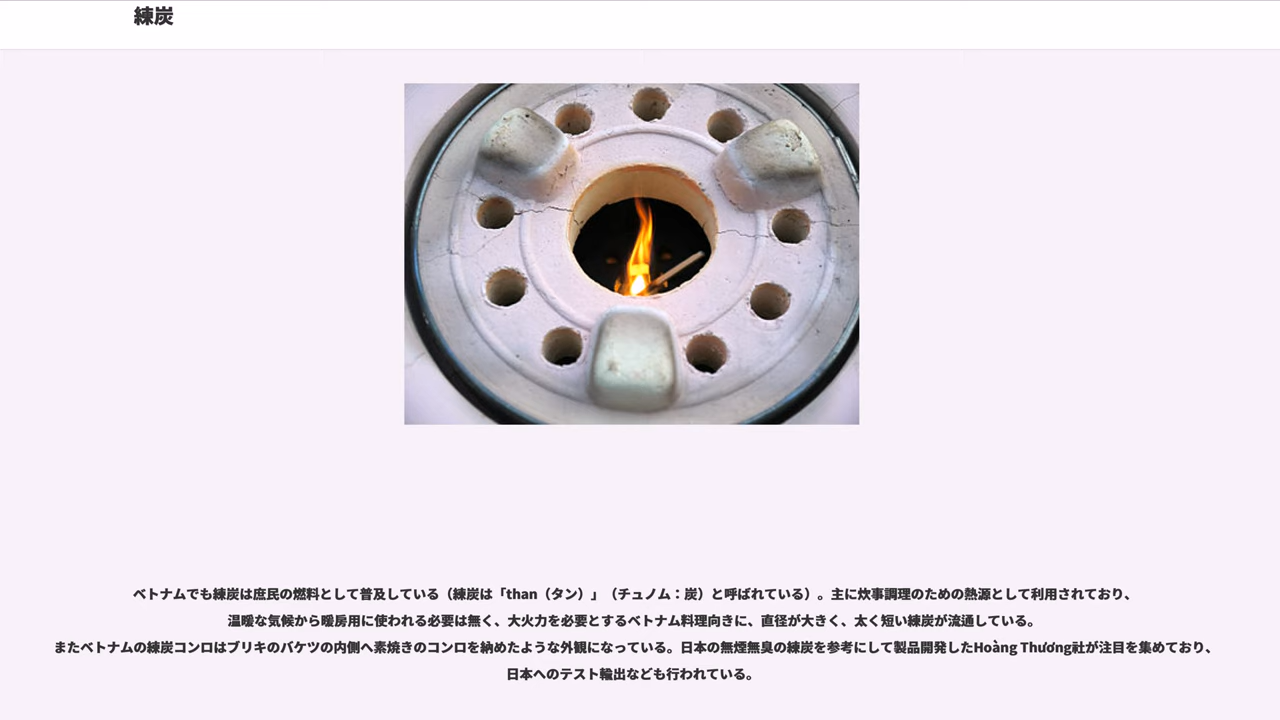 練炭
ベトナムでも練炭は庶民の燃料として普及している（練炭は「than（タン）」（チュノム：炭）と呼ばれている）。主に炊事調理のための熱源として利用されており、
温暖な気候から暖房用に使われる必要は無く、大火力を必要とするベトナム料理向きに、直径が大きく、太く短い練炭が流通している。
またベトナムの練炭コンロはブリキのバケツの内側へ素焼きのコンロを納めたような外観になっている。日本の無煙無臭の練炭を参考にして製品開発したHoàng Thương社が注目を集めており、
日本へのテスト輸出なども行われている。